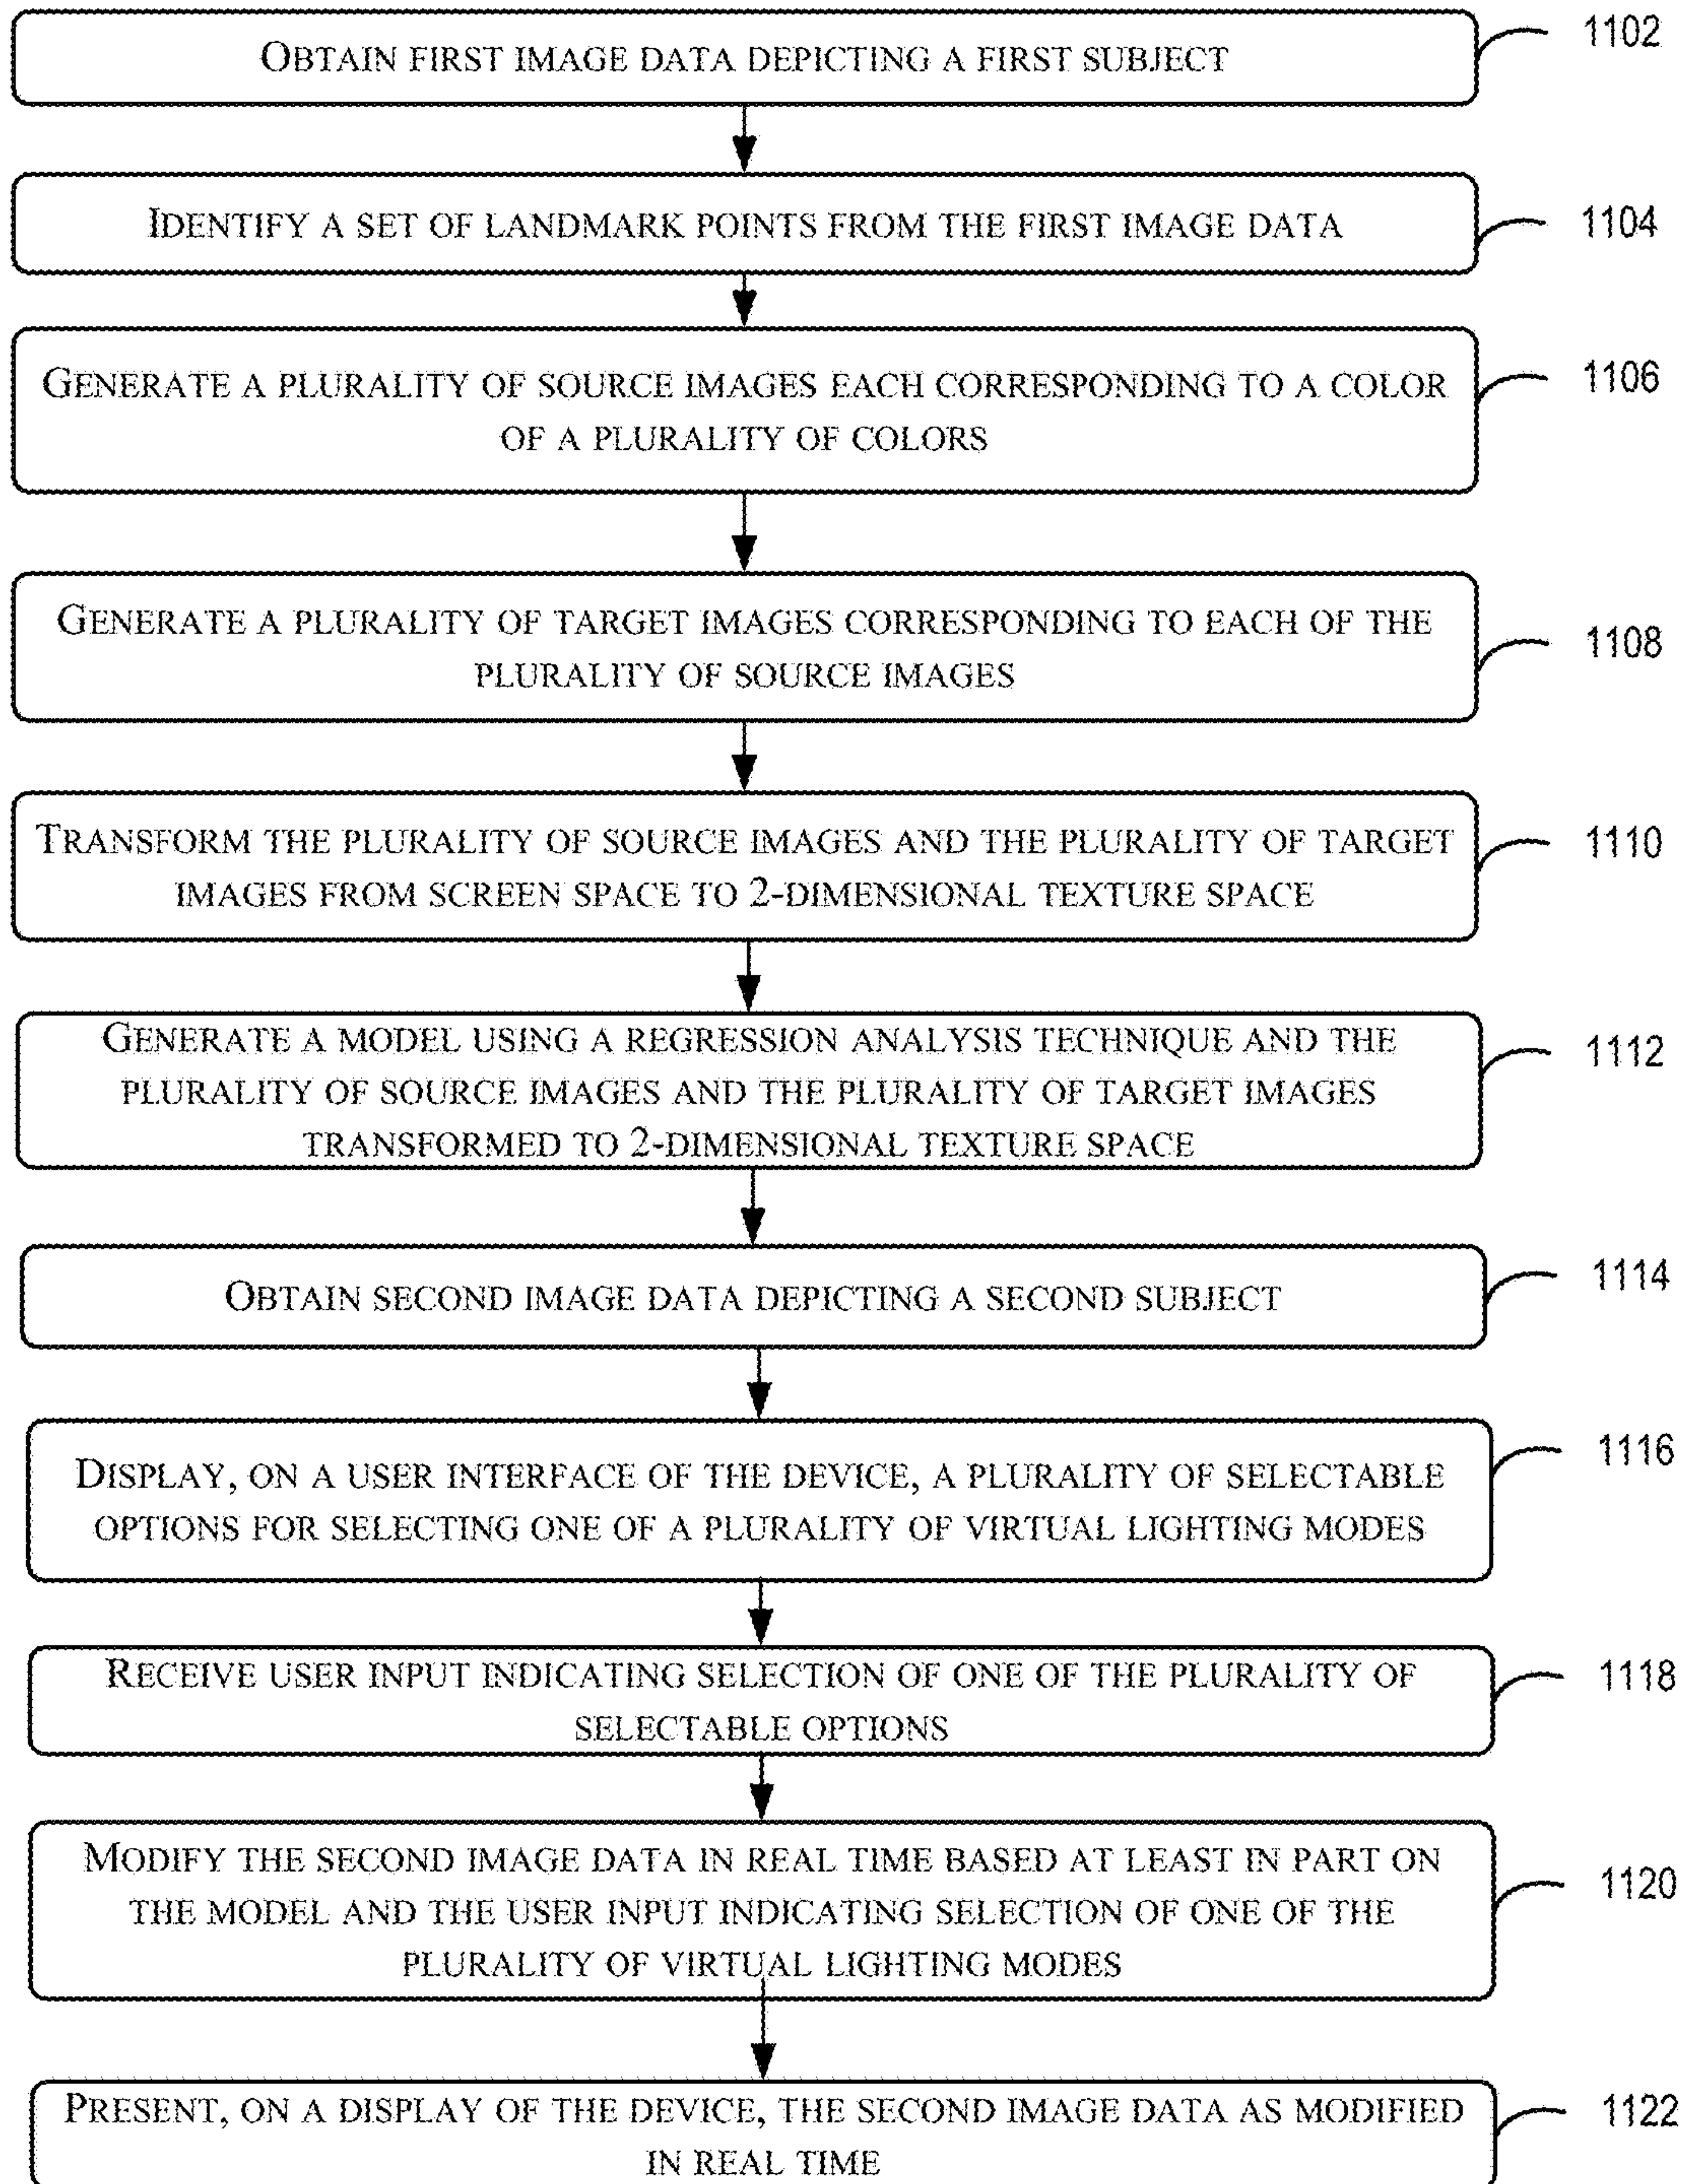 OBTAIN FIRST IMAGE DATA DEPICTING A FIRST SUBJECT
1102
IDENTIFY A SET OF LANDMARK POINTS FROM THE FIRST IMAGE DATA
1104
GENERATE A PLURALITY OF SOURCE IMAGES EACH CORRESPONDING TO A COLOR
OF A PLURALITY OF COLORS
1106
GENERATE A PLURALITY OF TARGET IMAGES CORRESPONDING TO EACH OF THE
PLURALITY OF SOURCE IMAGES
1108
TRANSFORM THE PLURALITY OF SOURCE IMAGES AND THE PLURALITY OF TARGET
IMAGES FROM SCREEN SPACE TO 2-DIMENSIONAL TEXTURE SPACE
1110
GENERATE A MODEL USING A REGRESSION ANALYSIS TECHNIQUE AND THE
PLURALITY OF SOURCE IMAGES AND THE PLURALITY OF TARGET IMAGES
TRANSFORMED TO 2-DIMENSIONAL TEXTURE SPACE
1112
OBTAIN SECOND IMAGE DATA DEPICTING A SECOND SUBJECT
1114
DISPLAY, ON A USER INTERFACE OF THE DEVICE, A PLURALITY OF SELECTABLE
OPTIONS FOR SELECTING ONE OF A PLURALITY OF VIRTUAL LIGHTING MODES
1116
RECEIVE USER INPUT INDICATING SELECTION OF ONE OF THE PLURALITY OF
SELECTABLE OPTIONS
1118
MODIFY THE SECOND IMAGE DATA IN REAL TIME BASED AT LEAST IN PART ON
THE MODEL AND THE USER INPUT INDICATING SELECTION OF ONE OF THE
PLURALITY OF VIRTUAL LIGHTING MODES
1120
PRESENT, ON A DISPLAY OF THE DEVICE, THE SECOND IMAGE DATA AS MODIFIED
IN REAL TIME
1122